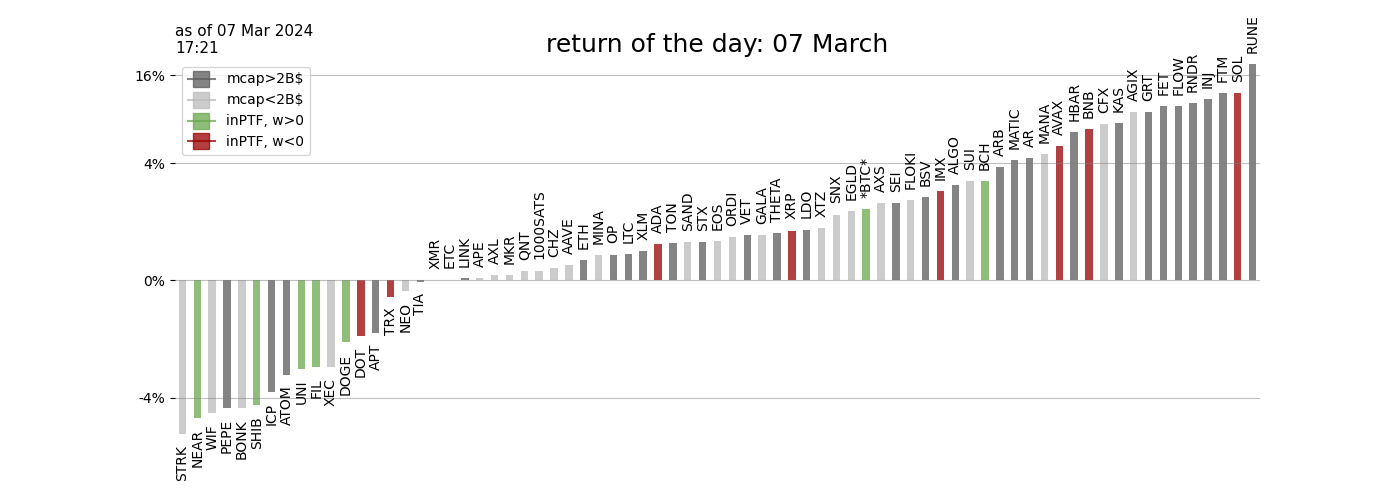 as of 07 Mar 2024
17:21
return of the day: 07 March
mcap>2B$
mcap<2B$
inPTF, w>0
inPTF, w<0
16%
4%
0%
-4%
STRK
NEAR
WIF
PEPE
BONK
SHIB
ICP
ATOM
UNI
FIL
XEC
DOGE
DOT
APT
TRX
NEO
TIA
XMR
ETC
LINK
APE
AXL
MKR
QNT
1000SATS
CHZ
AAVE
ETH
MINA
OP
LTC
XLM
ADA
TON
SAND
STX
EOS
ORDI
VET
GALA
THETA
XRP
LDO
XTZ
SNX
EGLD
*BTC*
AXS
SEI
FLOKI
BSV
IMX
ALGO
SUI
BCH
ARB
MATIC
AR
MANA
AVAX
HBAR
BNB
CFX
KAS
AGIX
GRT
FET
FLOW
RNDR
INJ
FTM
SOL
RUNE